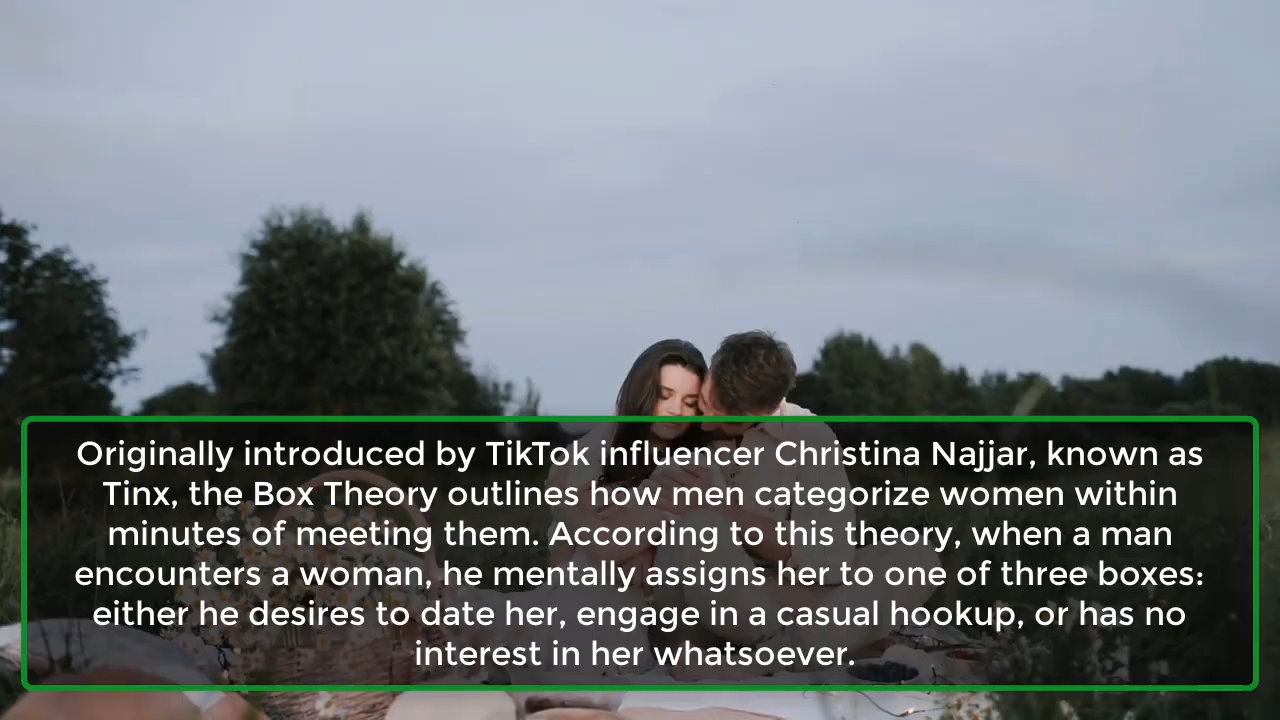 Originally introduced by TikTok influencer Christina Najjar, known as
Tinx, the Box Theory outlines how men categorize women within
minutes of meeting them. According to this theory, when a man
encounters a woman, he mentally assigns her to one of three boxes:
either he desires to date her, engage in a casual hookup, or has no
interest in her whatsoever.